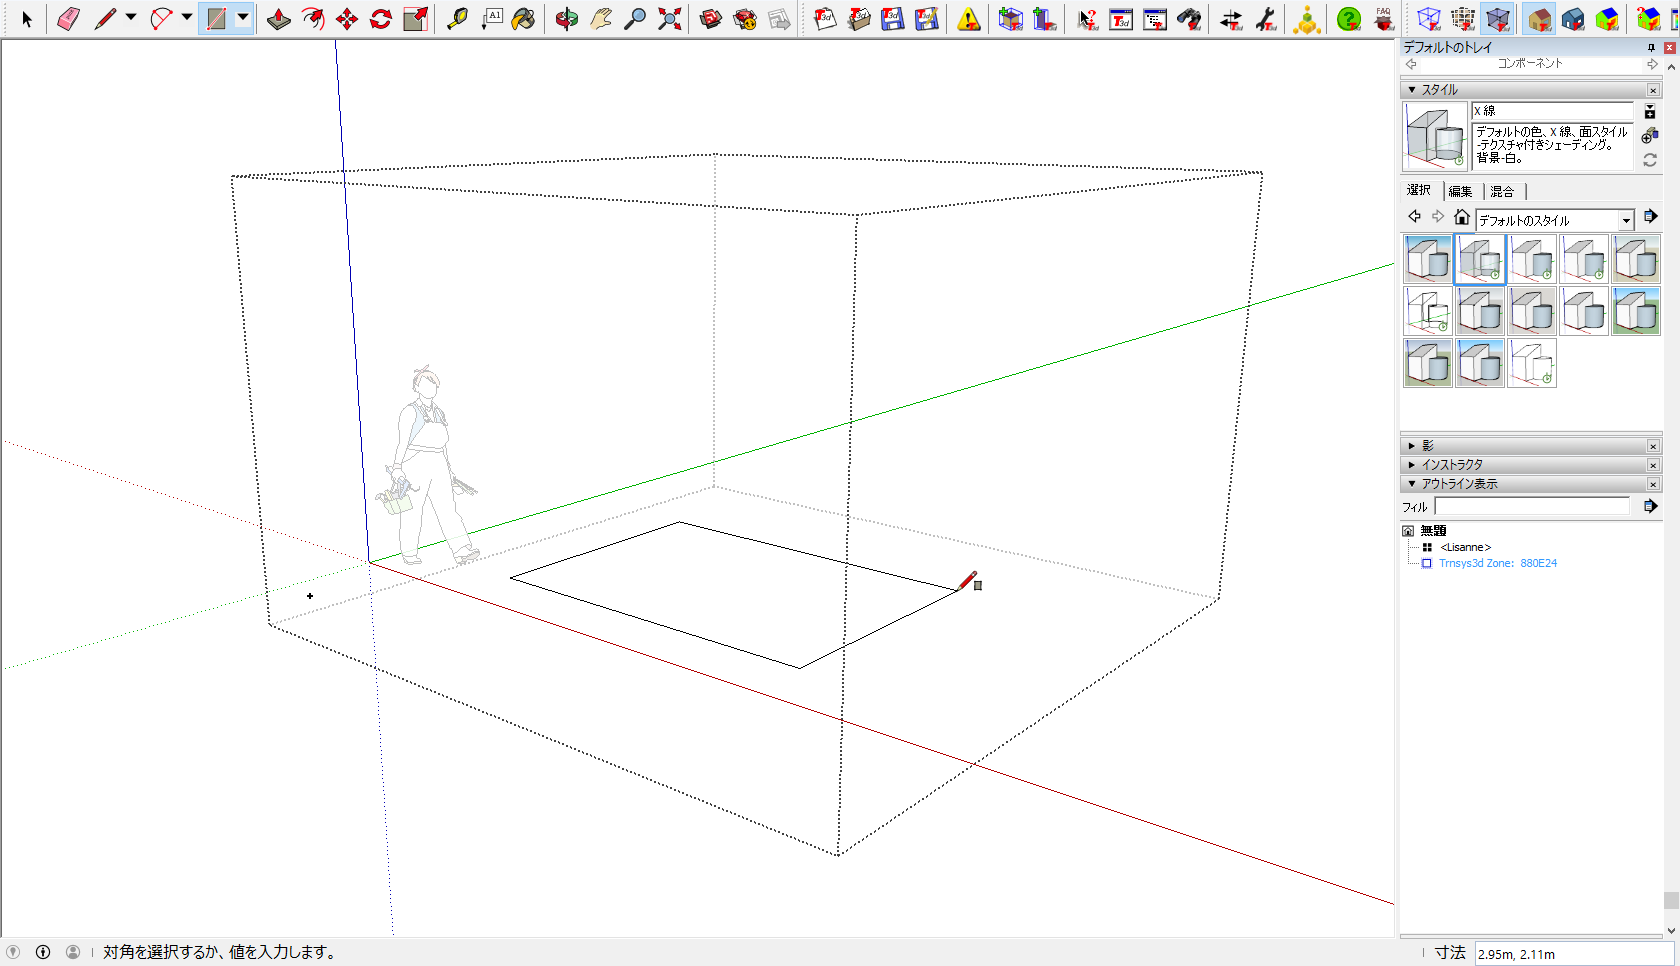 A1
T3d
FAQ
デフォルトのトレイ
コンポーネント
スタイル
X 線
デフォルトの色、X 線、面スタイル
-テクスチャ付きシェーディング。
背景-白。
選択 編集 混合
デフォルトのスタイル
影
インストラクタ
アウトライン表示
フィル
無題
<Lisanne>
Trnsys3d Zone: 880E24
対角を選択するか、値を入力します。
寸法 2.95m, 2.11m